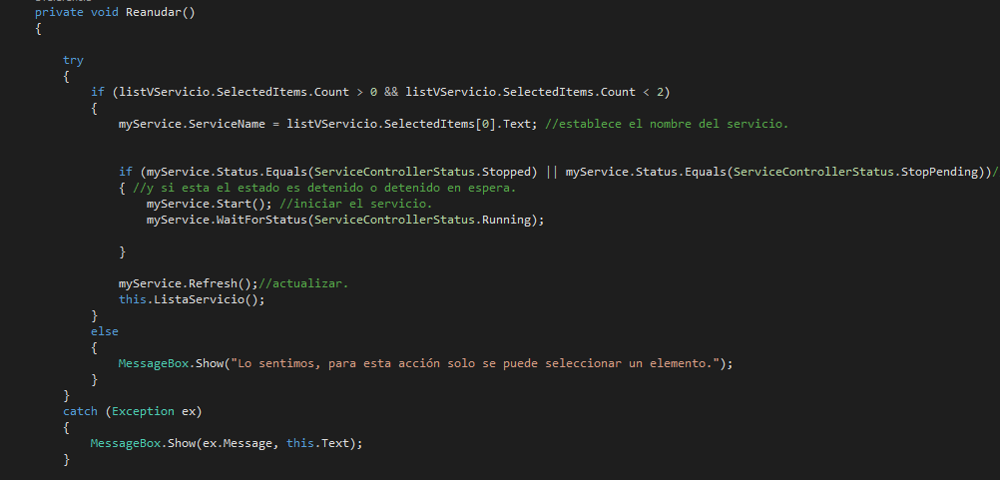 private void Reanudar()
{
try
{
if (listVServicio.SelectedItems.Count > 0 && listVServicio.SelectedItems.Count < 2)
{
myService.ServiceName = listVServicio.SelectedItems[0].Text; //establece el nombre del servicio.
if (myService.Status.Equals(ServiceControllerStatus.Stopped) || myService.Status.Equals(ServiceControllerStatus.StopPending))/
{ //y si esta el estado es detenido o detenido en espera.
myService.Start(); //iniciar el servicio.
myService.WaitForStatus(ServiceControllerStatus.Running);
}
myService.Refresh();//actualizar.
this.ListaServicio();
}
else
{
MessageBox.Show("Lo sentimos, para esta acción solo se puede seleccionar un elemento.");
}
}
catch (Exception ex)
{
MessageBox.Show(ex.Message, this.Text);
}